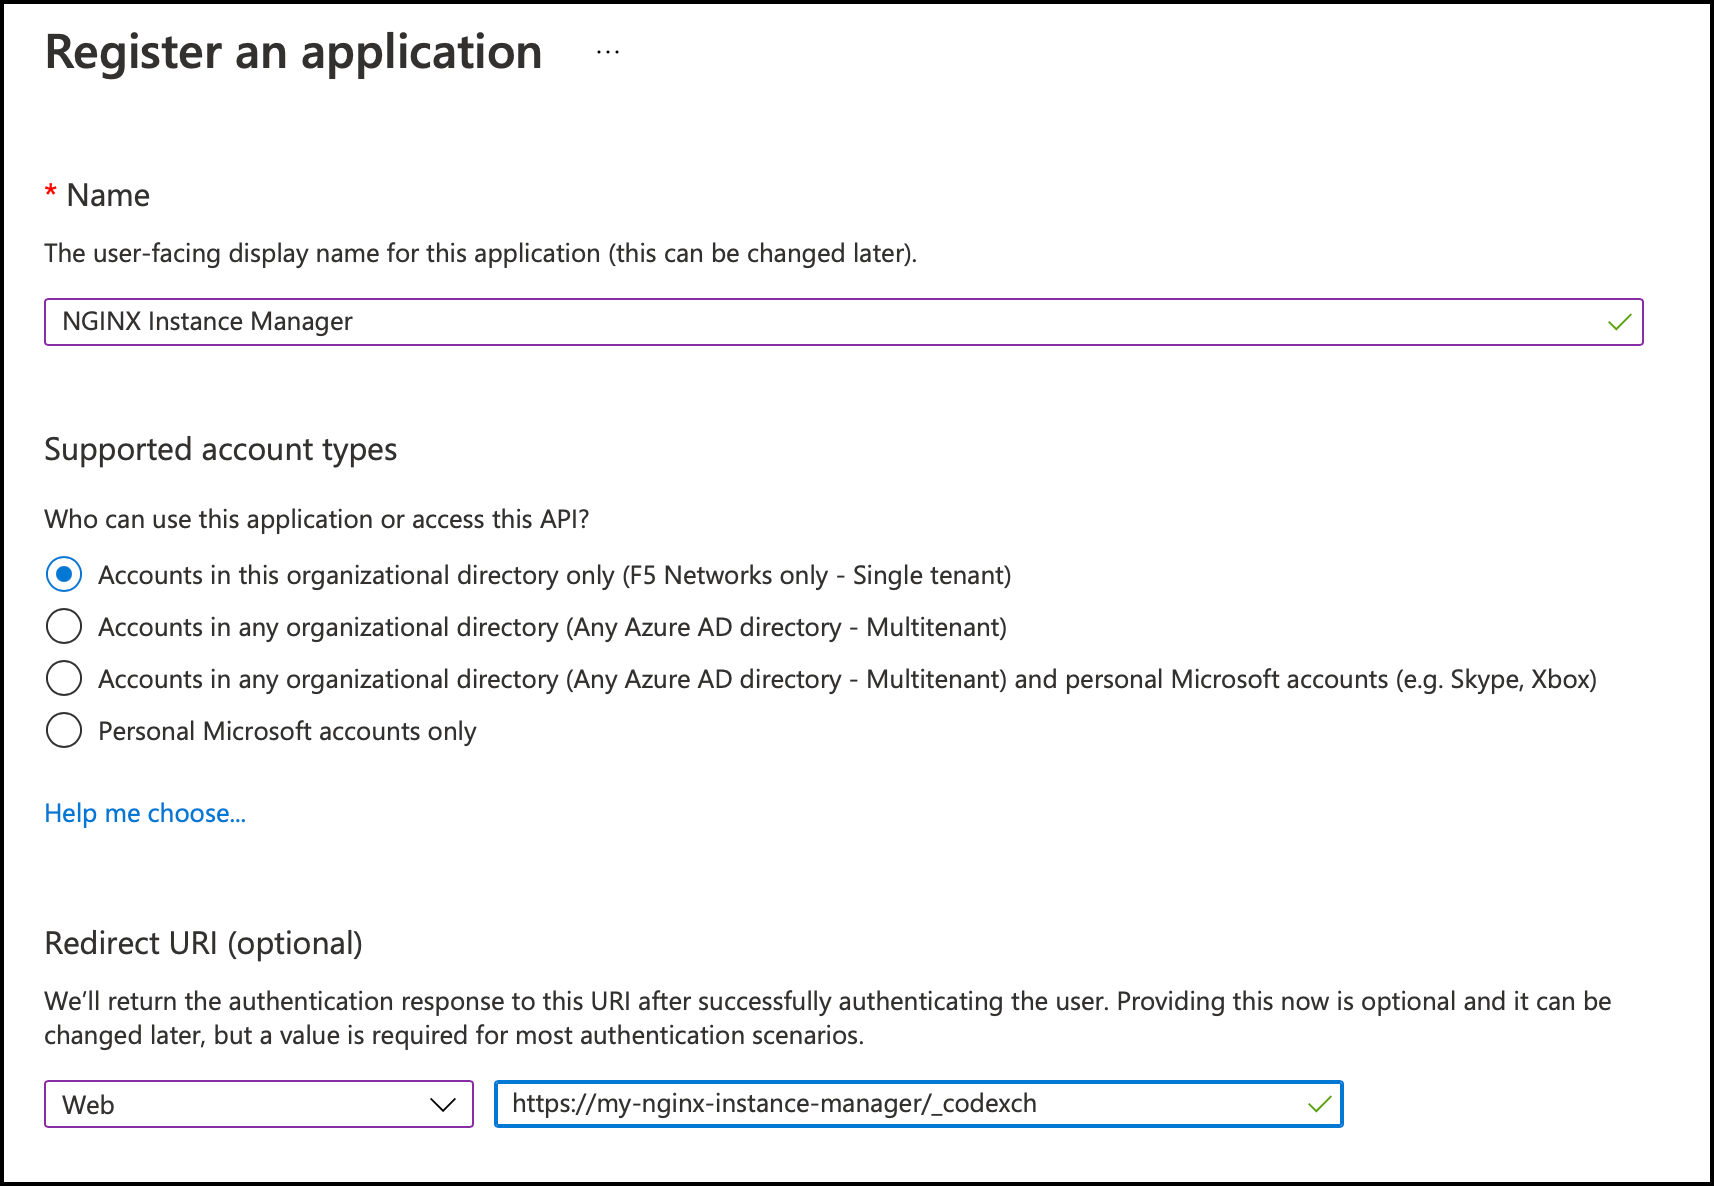 Register an application ...
* Name
The user-facing display name for this application (this can be changed later).
NGINX Instance Manager
Supported account types
Who can use this application or access this API?
Accounts in this organizational directory only (F5 Networks only - Single tenant)
Accounts in any organizational directory (Any Azure AD directory - Multitenant)
Accounts in any organizational directory (Any Azure AD directory - Multitenant) and personal Microsoft accounts (e.g. Skype, Xbox)
Personal Microsoft accounts only
Help me choose...
Redirect URI (optional)
We’ll return the authentication response to this URI after successfully authenticating the user. Providing this now is optional and it can be
changed later, but a value is required for most authentication scenarios.
Web https://my-nginx-instance-manager/_codexch